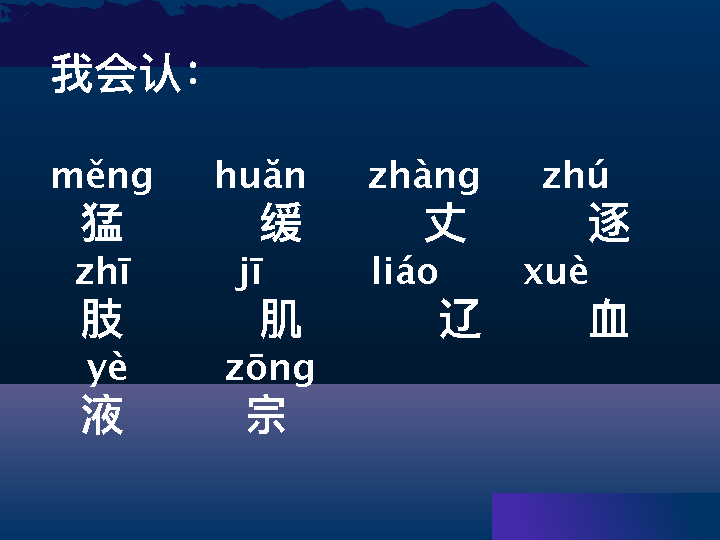 我会认：
měng huǎn zhàng zhú
猛 缓 丈 逐
zhī jī liáo xuè
肢 肌 辽 血
yè zōng
液 宗